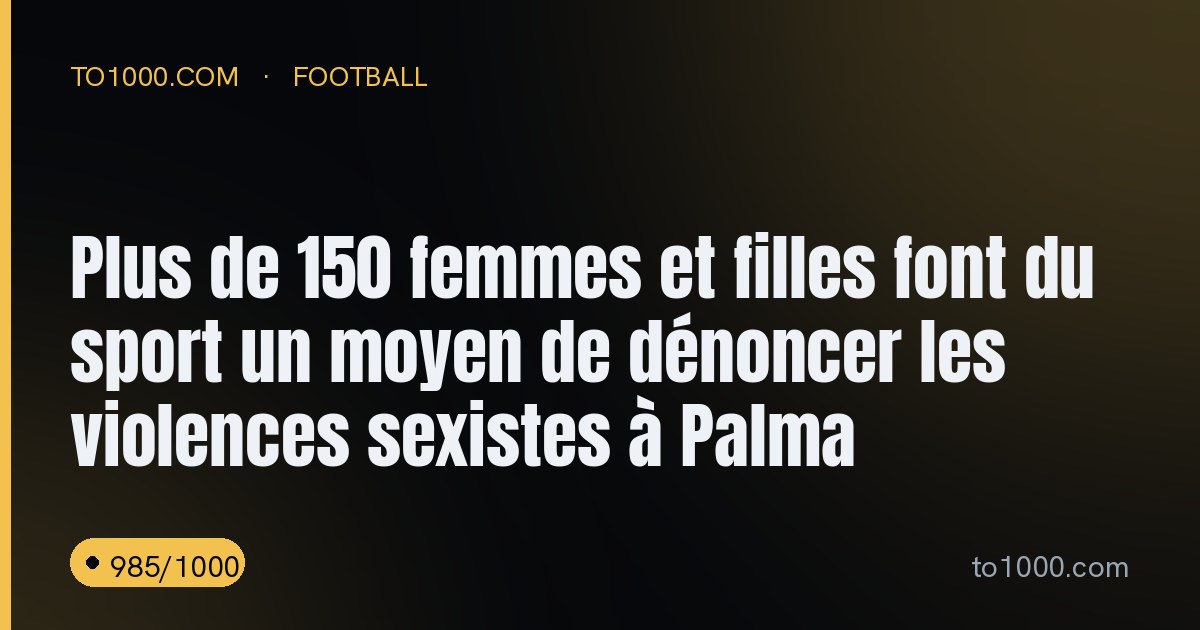 TO1000.COM · FOOTBALL
Plus de 150 femmes et filles font du
sport un moyen de dénoncer les
violences sexistes à Palma
985/1000
to1000.com